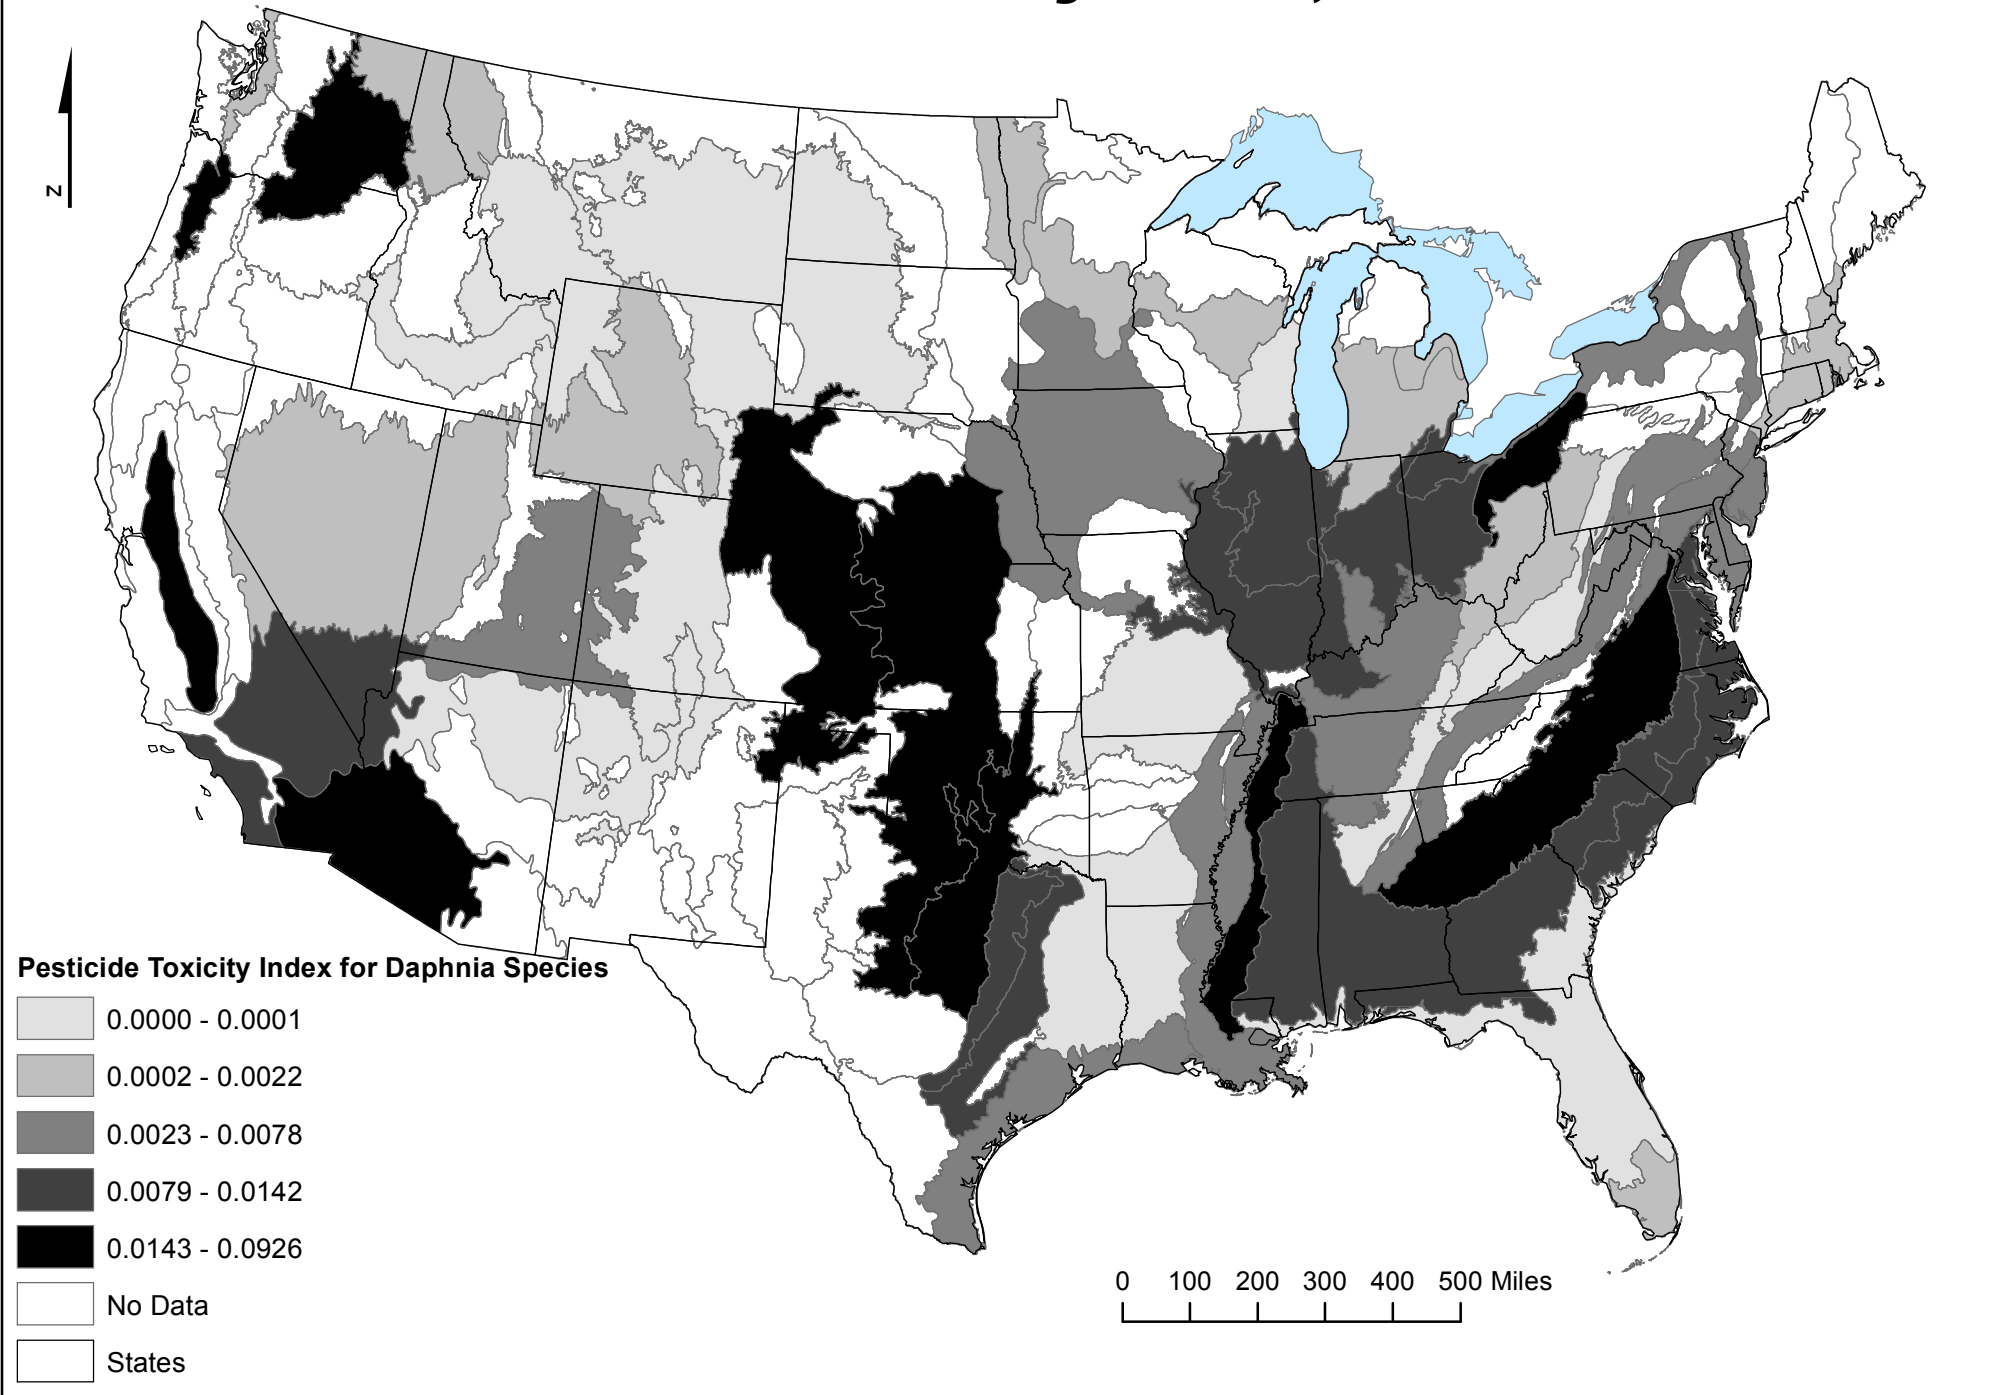 N
Pesticide Toxicity Index for Daphnia Species
0.0000 - 0.0001
0.0002 - 0.0022
0.0023 - 0.0078
0.0079 - 0.0142
0.0143 - 0.0926
No Data
States
0 100 200 300 400 500 Miles